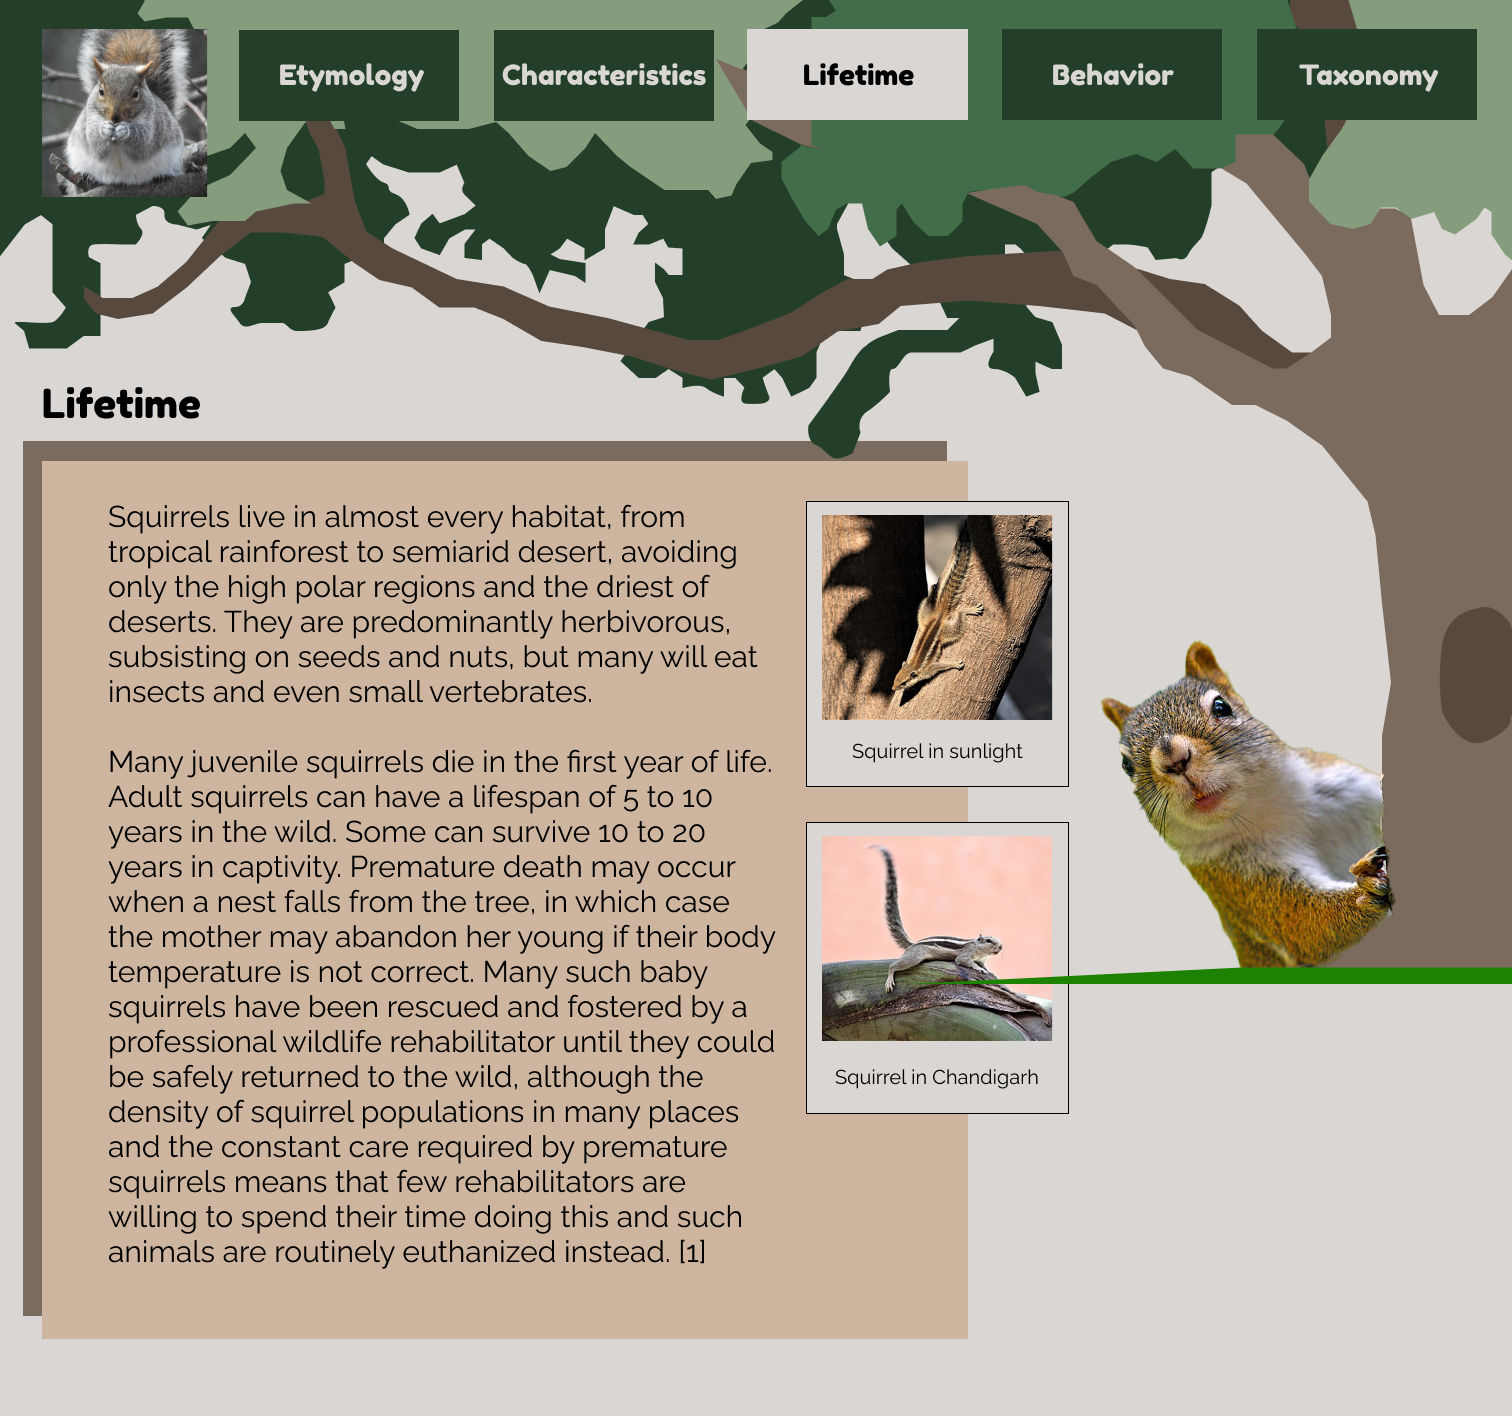 Etymology
Characteristics
Lifetime
Behavior
Taxonomy
Lifetime
Squirrels live in almost every habitat, from
tropical rainforest to semiarid desert, avoiding
only the high polar regions and the driest of
deserts. They are predominantly herbivorous,
subsisting on seeds and nuts, but many will eat
insects and even small vertebrates.
Many juvenile squirrels die in the first year of life.
Adult squirrels can have a lifespan of 5 to 10
years in the wild. Some can survive 10 to 20
years in captivity. Premature death may occur
when a nest falls from the tree, in which case
the mother may abandon her young if their body
temperature is not correct. Many such baby
squirrels have been rescued and fostered by a
professional wildlife rehabilitator until they could
be safely returned to the wild, although the
density of squirrel populations in many places
and the constant care required by premature
squirrels means that few rehabilitators are
willing to spend their time doing this and such
animals are routinely euthanized instead. [1]
Squirrel in sunlight
Squirrel in Chandigarh